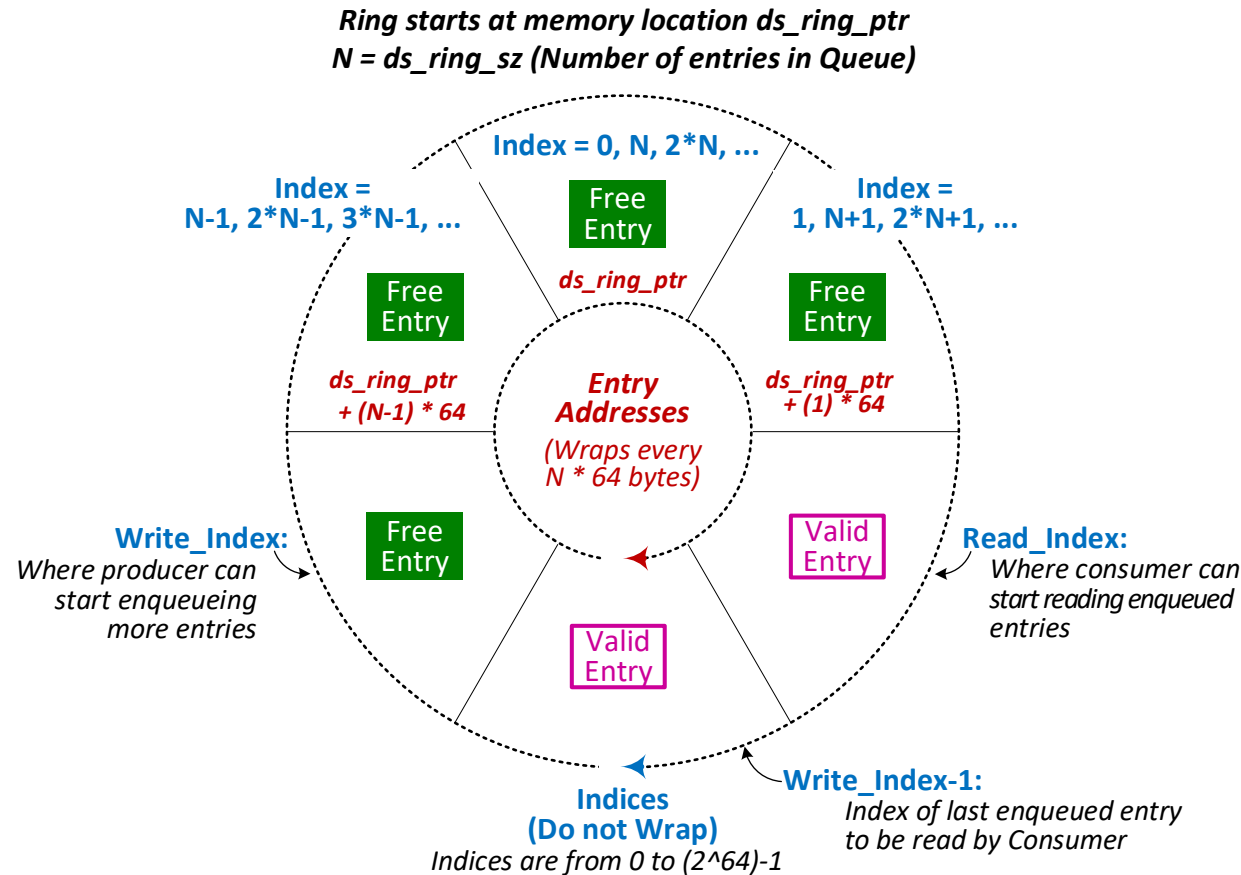 Ring starts at memory location ds_ring_ptr
N = ds_ring_sz (Number of entries in Queue)
Index = 0, N, 2*N, ...
Index =
N-1, 2*N-1, 3*N-1, ...
Index =
1, N+1, 2*N+1, ...
Free
Entry
ds_ring_ptr
Free
Entry
ds_ring_ptr
+ (N-1) * 64
Free
Entry
ds_ring_ptr
+ (1) * 64
Entry
Addresses
(Wraps every
N * 64 bytes)
Write_Index:
Where producer can
start enqueueing
more entries
Free
Entry
Valid
Entry
Read_Index:
Where consumer can
start reading enqueued
entries
Valid
Entry
Indices
(Do not Wrap)
Indices are from 0 to (2^64)-1
Write_Index-1:
Index of last enqueued entry
to be read by Consumer